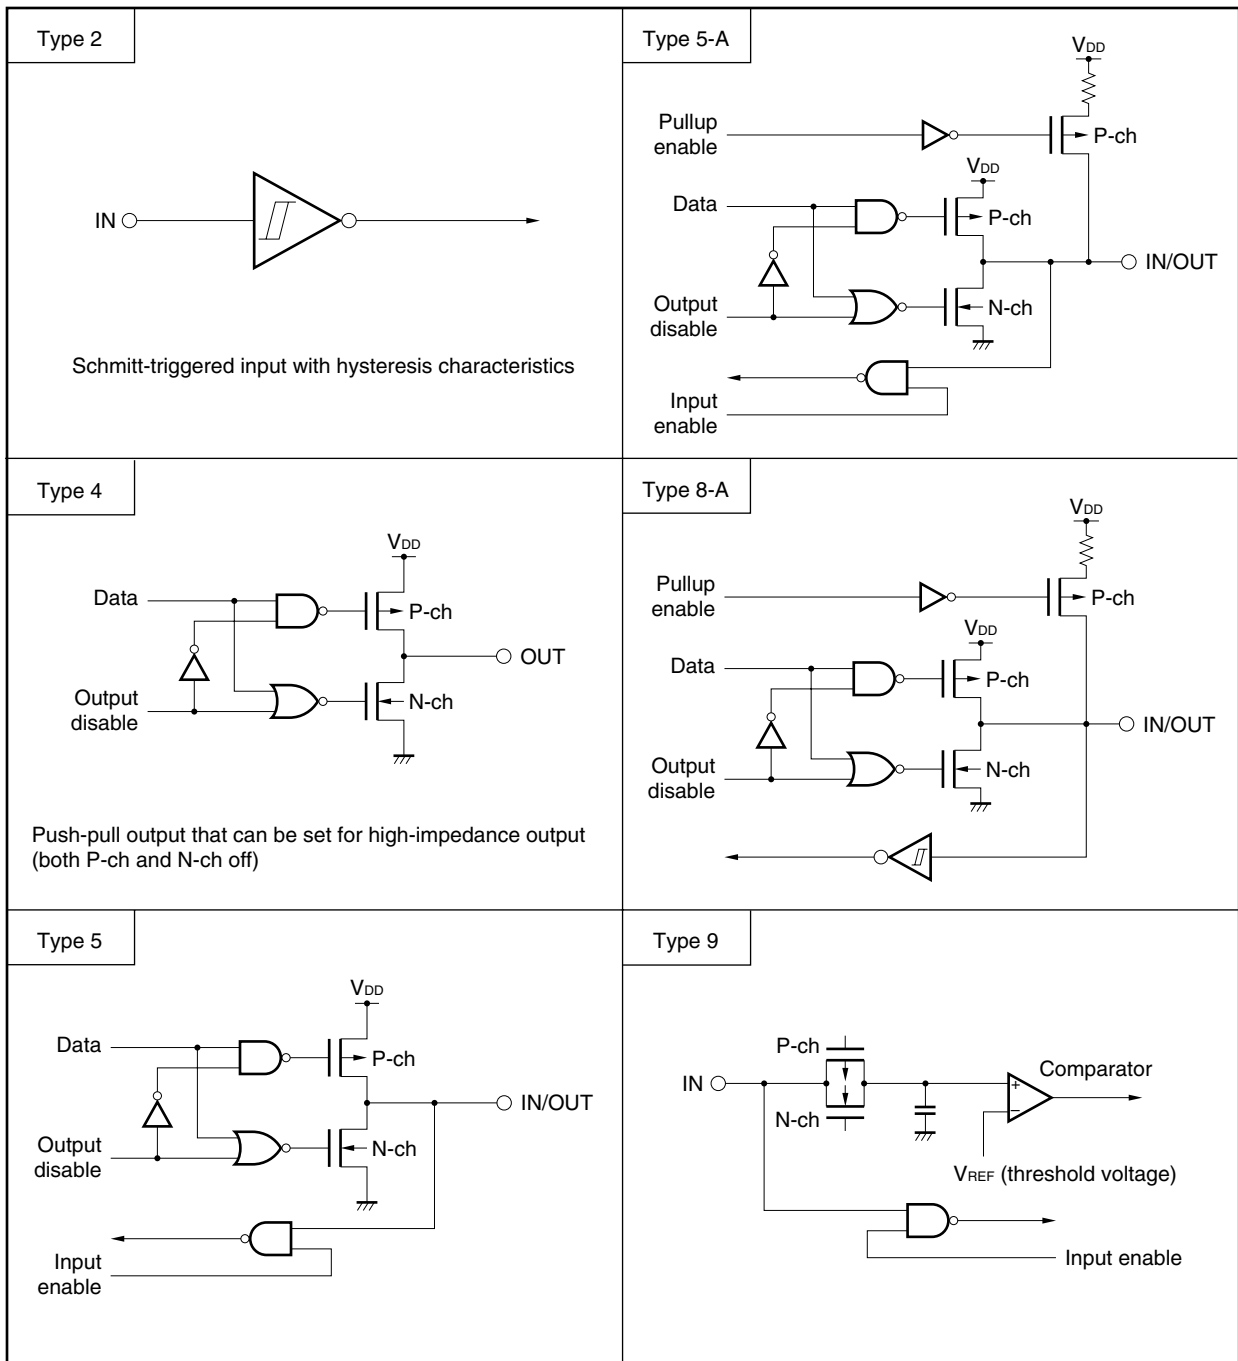 Type 2
IN
Schmitt-triggered input with hysteresis characteristics
Type 5-A
VDD
Pullup
enable
P-ch
VDD
Data
P-ch
IN/OUT
Output
disable
N-ch
Input
enable
Type 4
VDD
Data
P-ch
OUT
Output
disable
N-ch
Push-pull output that can be set for high-impedance output
(both P-ch and N-ch off)
Type 8-A
VDD
Pullup
enable
P-ch
VDD
Data
P-ch
IN/OUT
Output
disable
N-ch
Type 5
VDD
Data
P-ch
IN/OUT
Output
disable
N-ch
Input
enable
Type 9
P-ch
IN
Comparator
+
−
N-ch
VREF (threshold voltage)
Input enable